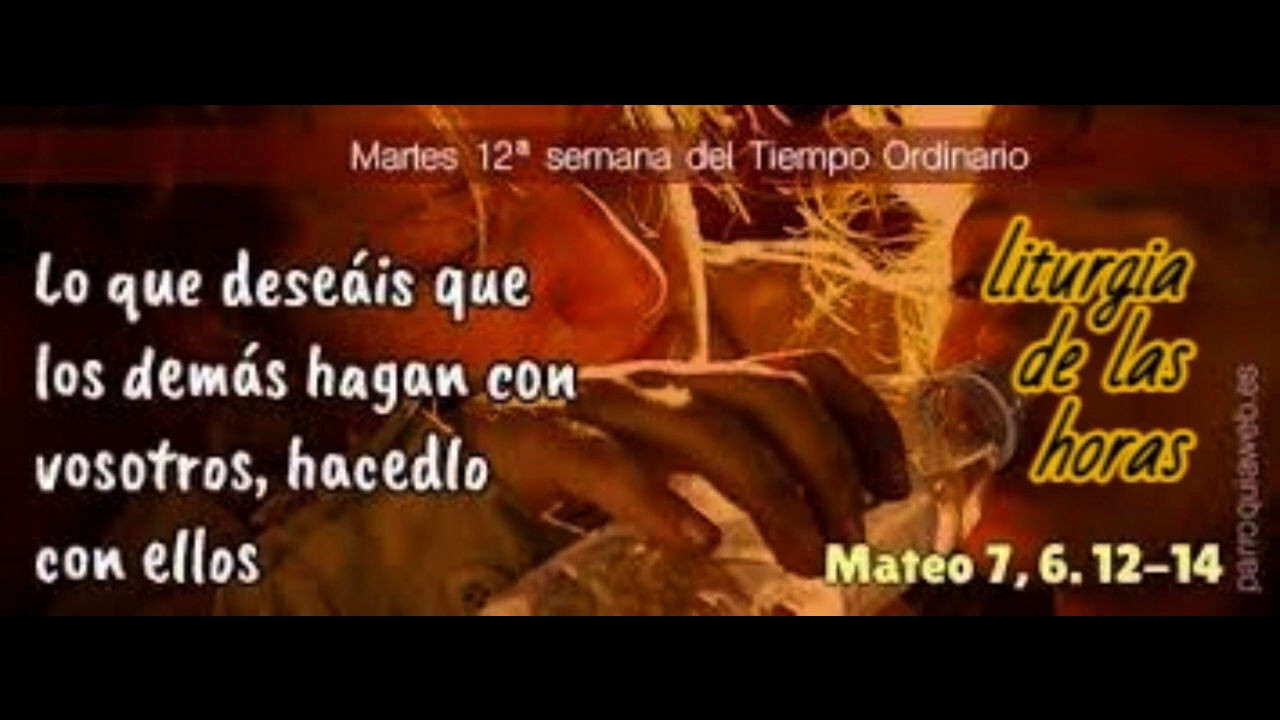 Martes 12ª semana del Tiempo Ordinario
Lo que deseáis que
los demás hagan con
vosotros, hacedlo
con ellos
liturgia
de las
horas
Mateo 7, 6. 12-14
parroquiaweb.es